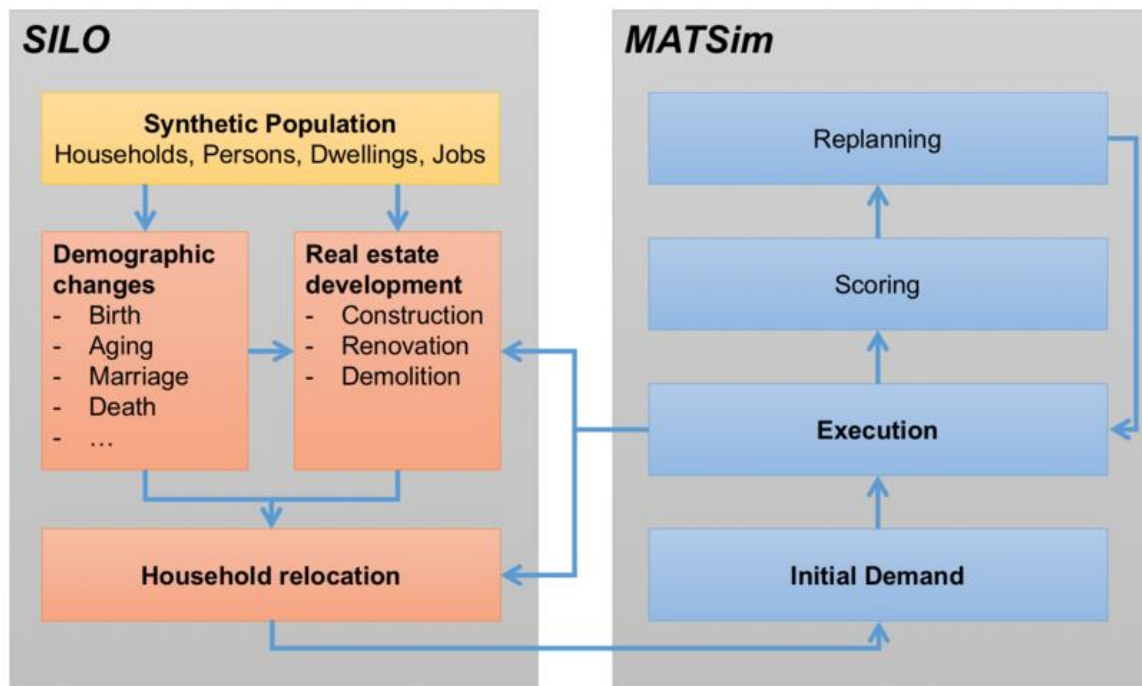 SILO
Synthetic Population
Households, Persons, Dwellings, Jobs
Demographic
changes
- Birth
- Aging
- Marriage
- Death
- …
Real estate
development
- Construction
- Renovation
- Demolition
Household relocation
MATSim
Replanning
Scoring
Execution
Initial Demand